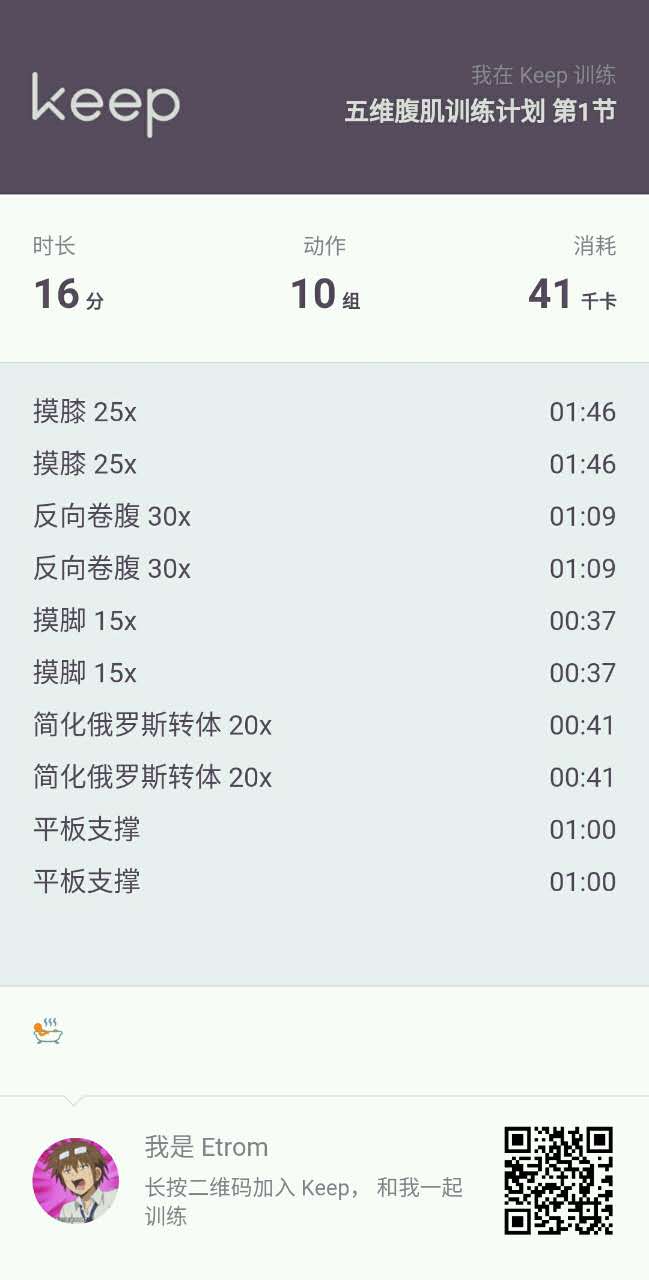 keep
我在 Keep 训练
五维腹肌训练计划 第1节
时长 动作 消耗
16 分 10 组 41 千卡
摸膝 25x 01:46
摸膝 25x 01:46
反向卷腹 30x 01:09
反向卷腹 30x 01:09
摸脚 15x 00:37
摸脚 15x 00:37
简化俄罗斯转体 20x 00:41
简化俄罗斯转体 20x 00:41
平板支撑 01:00
平板支撑 01:00
我是 Etrom
长按二维码加入 Keep， 和我一起
训练